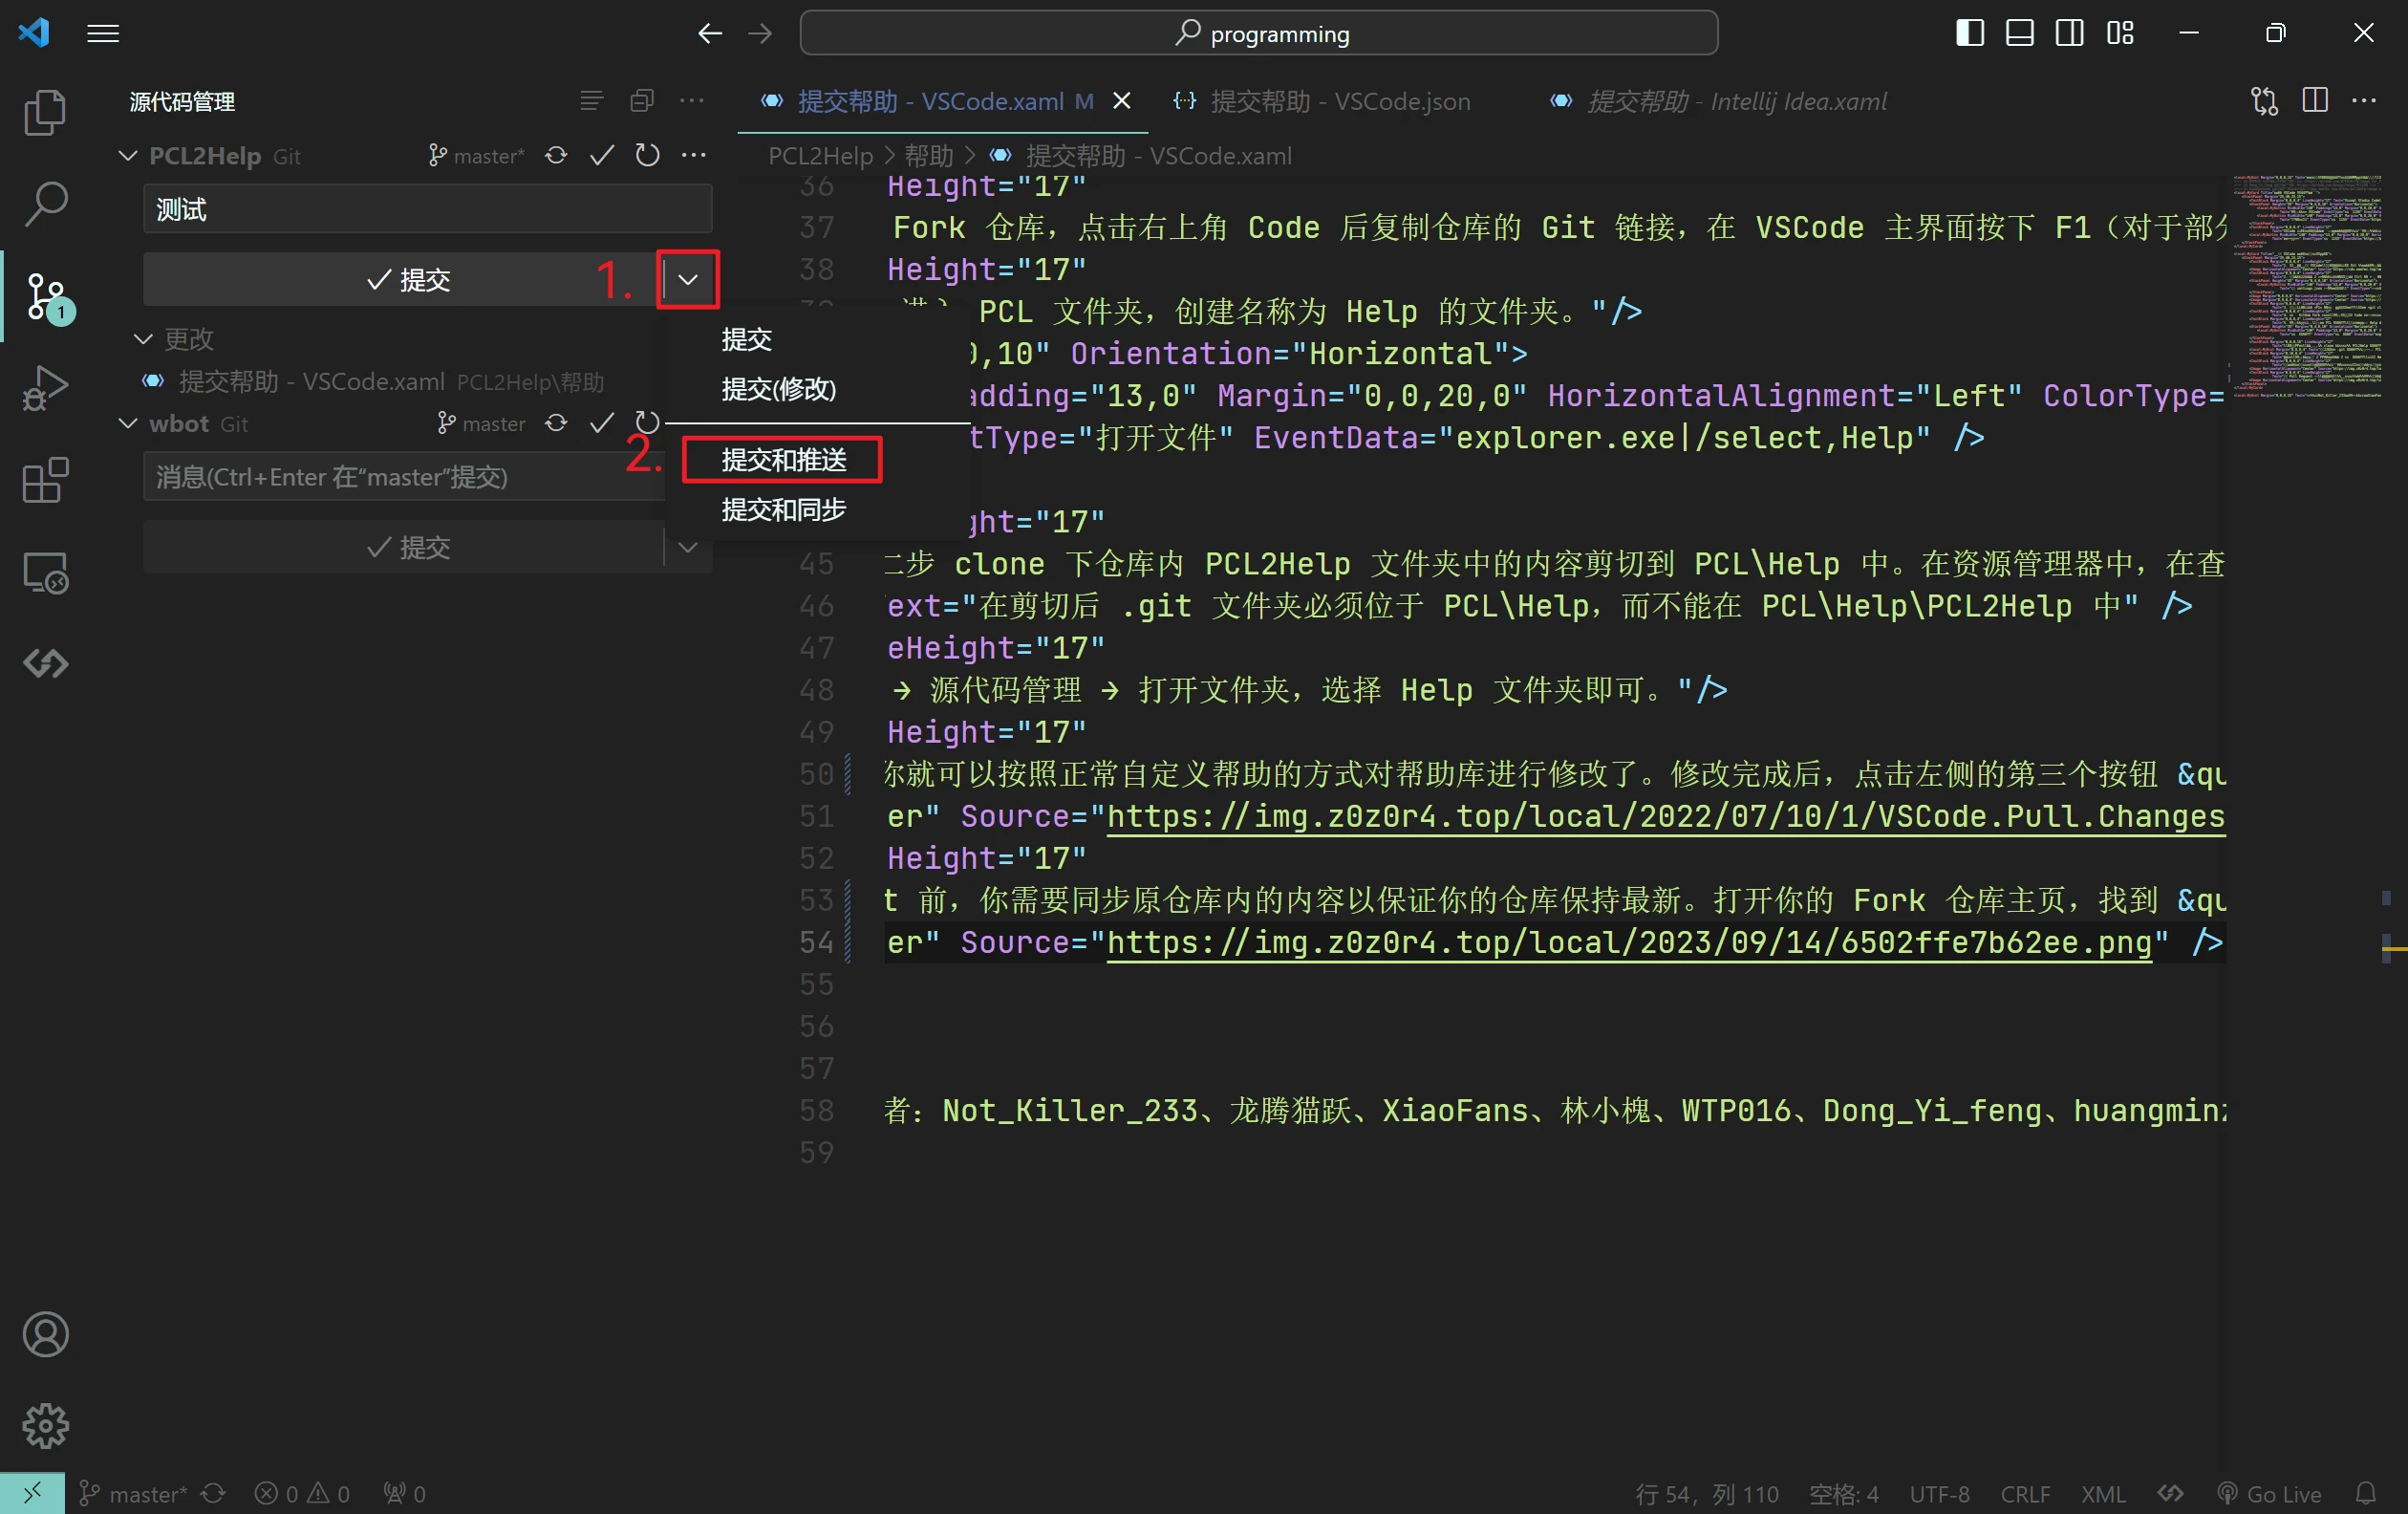 programming
源代码管理
提交帮助 - VSCode.xaml M
提交帮助 - VSCode.json
提交帮助 - Intellij Idea.xaml
PCL2Help Git
master*
PCL2Help > 帮助 > 提交帮助 - VSCode.xaml
测试
提交
1.
更改
提交帮助 - VSCode.xaml PCL2Help\帮助
wbot Git
master
2.
消息(Ctrl+Enter 在"master"提交)
提交
提交
提交(修改)
提交和推送
提交和同步
36 Height="17"
37 Fork 仓库，点击右上角 Code 后复制仓库的 Git 链接，在 VSCode 主界面按下 F1（对于部
38 Height="17"
PCL 文件夹，创建名称为 Help 的文件夹。"/>
0,10" Orientation="Horizontal">
adding="13,0" Margin="0,0,20,0" HorizontalAlignment="Left" ColorType=
tType="打开文件" EventData="explorer.exe|/select,Help" />
ght="17"
45 二步 clone 下仓库内 PCL2Help 文件夹中的内容剪切到 PCL\Help 中。在资源管理器中，在查
46 ext="在剪切后 .git 文件夹必须位于 PCL\Help，而不能在 PCL\Help\PCL2Help 中" />
47 eHeight="17"
48 → 源代码管理 → 打开文件夹，选择 Help 文件夹即可。"/>
49 Height="17"
50 你就可以按照正常自定义帮助的方式对帮助库进行修改了。修改完成后，点击左侧的第三个按钮 &qu
51 er" Source="https://img.z0z0r4.top/local/2022/07/10/1/VSCode.Pull.Changes
52 Height="17"
53 t 前，你需要同步原仓库内的内容以保证你的仓库保持最新。打开你的 Fork 仓库主页，找到 &qu
54 er" Source="https://img.z0z0r4.top/local/2023/09/14/6502ffe7b62ee.png" />
55
56
57
58 者：Not_Killer_233、龙腾猫跃、XiaoFans、林小槐、WTP016、Dong_Yi_feng、huangmin
59
1
master* 0 0 0
行 54，列 110 空格: 4 UTF-8 CRLF XML Go Live